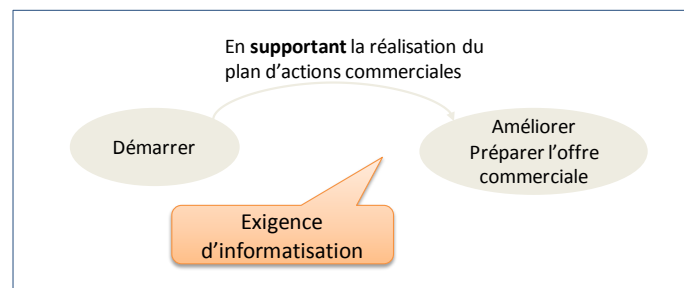 En supportant la réalisation du
plan d’actions commerciales
Démarrer
Améliorer
Préparer l’offre
commerciale
Exigence
d’informatisation